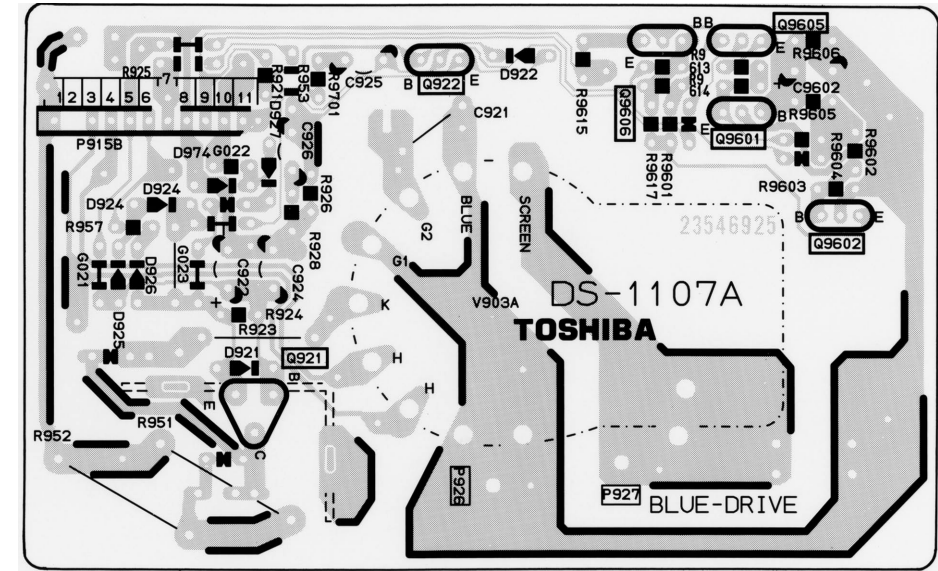 BB
Q9605
R9606
E
E
E
R9
613
R9
614
C9602
B
R9605
Q9601
E
R925
7
1 2 3 4 5 6
8 9 10 11
R921
R953
D927
R9701
C925
B
Q922
E
D922
R9615
Q9606
C921
P915B
C926
D974
G022
R9617
R9601
R9604
R9602
R9603
B
E
Q9602
D924
D924
R926
R957
G2
BLUE
SCREEN
23546925
G021
D926
G023
C922
C924
R928
G1
V903A
DS-1107A
TOSHIBA
K
+
R923
R924
D925
D921
Q921
B
H
H
E
R951
R952
C
P926
P927
BLUE-DRIVE